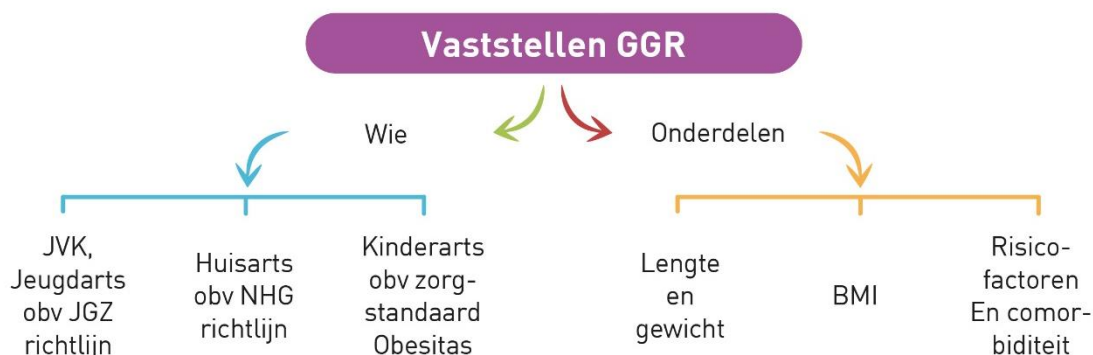 Vaststellen GGR
Wie
Onderdelen
JVK,
Jeugdarts
obv JGZ
richtlijn
Huisarts
obv NHG
richtlijn
Kinderarts
obv zorg-
standaard
Obesitas
Lengte
en
gewicht
BMI
Risico-
factoren
En comor-
biditeit